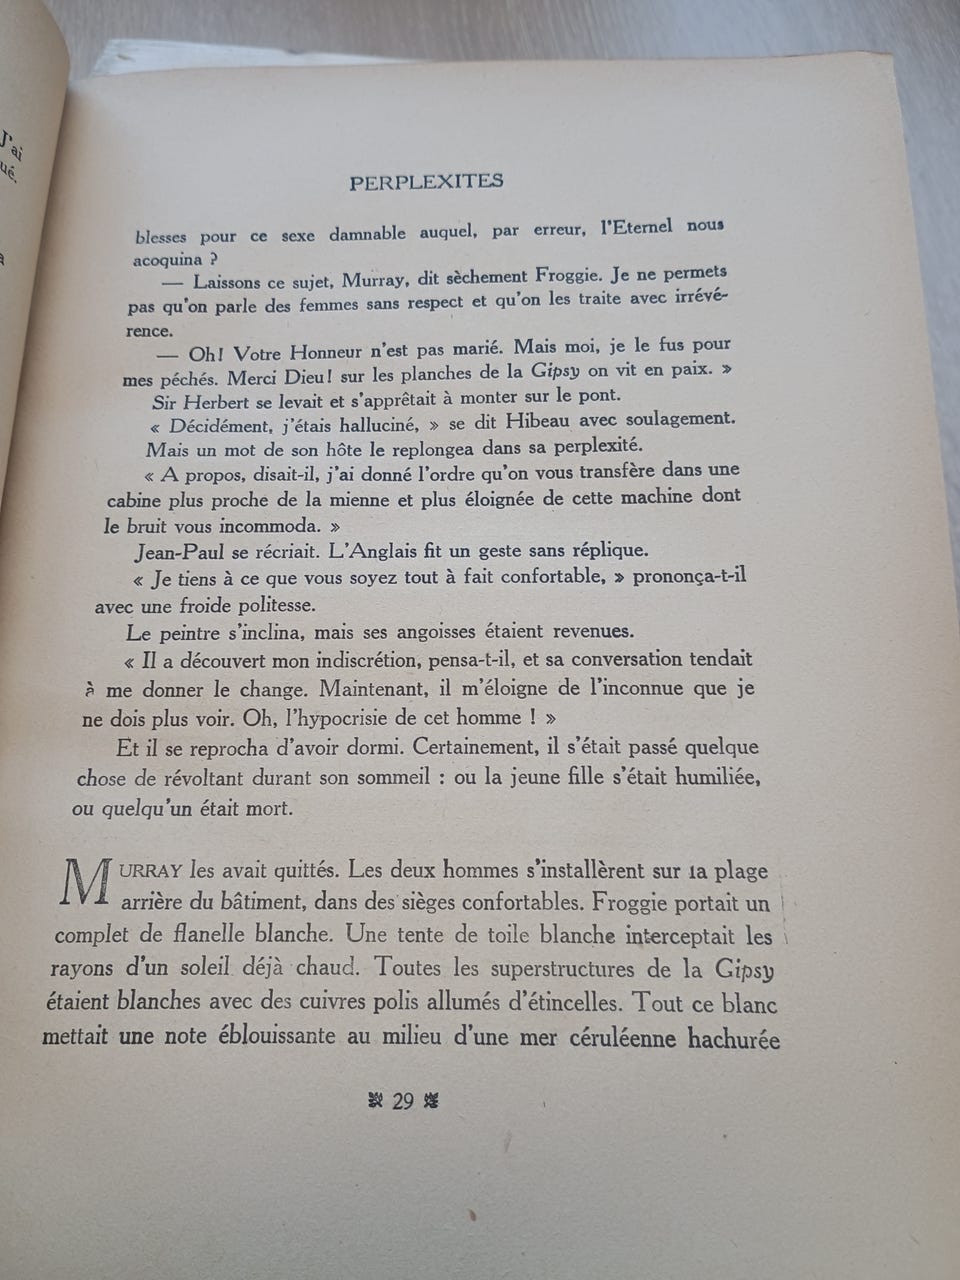 J'ai
ué.
PERPLEXITES
blesses pour ce sexe damnable auquel, par erreur, l'Eternel nous
acoquina ?
— Laissons ce sujet, Murray, dit sèchement Froggie. Je ne permets
pas qu'on parle des femmes sans respect et qu'on les traite avec irrévé-
rence.
— Oh! Votre Honneur n'est pas marié. Mais moi, je le fus pour
mes péchés. Merci Dieu! sur les planches de la Gipsy on vit en paix. »
Sir Herbert se levait et s'apprêtait à monter sur le pont.
« Décidément, j'étais halluciné, » se dit Hibeau avec soulagement.
Mais un mot de son hôte le replongea dans sa perplexité.
« A propos, disait-il, j'ai donné l'ordre qu'on vous transfère dans une
cabine plus proche de la mienne et plus éloignée de cette machine dont
le bruit vous incommoda. »
Jean-Paul se récriait. L'Anglais fit un geste sans réplique.
« Je tiens à ce que vous soyez tout à fait confortable, » prononça-t-il
avec une froide politesse.
Le peintre s'inclina, mais ses angoisses étaient revenues.
« Il a découvert mon indiscrétion, pensa-t-il, et sa conversation tendait
à me donner le change. Maintenant, il m'éloigne de l'inconnue que je
ne dois plus voir. Oh, l'hypocrisie de cet homme ! »
Et il se reprocha d'avoir dormi. Certainement, il s'était passé quelque
chose de révoltant durant son sommeil : ou la jeune fille s'était humiliée,
ou quelqu'un était mort.
MURRAY les avait quittés. Les deux hommes s'installèrent sur la plage
arrière du bâtiment, dans des sièges confortables. Froggie portait un
complet de flanelle blanche. Une tente de toile blanche interceptait les
rayons d'un soleil déjà chaud. Toutes les superstructures de la Gipsy
étaient blanches avec des cuivres polis allumés d'étincelles. Tout ce blanc
mettait une note éblouissante au milieu d'une mer céruléenne hachurée
29